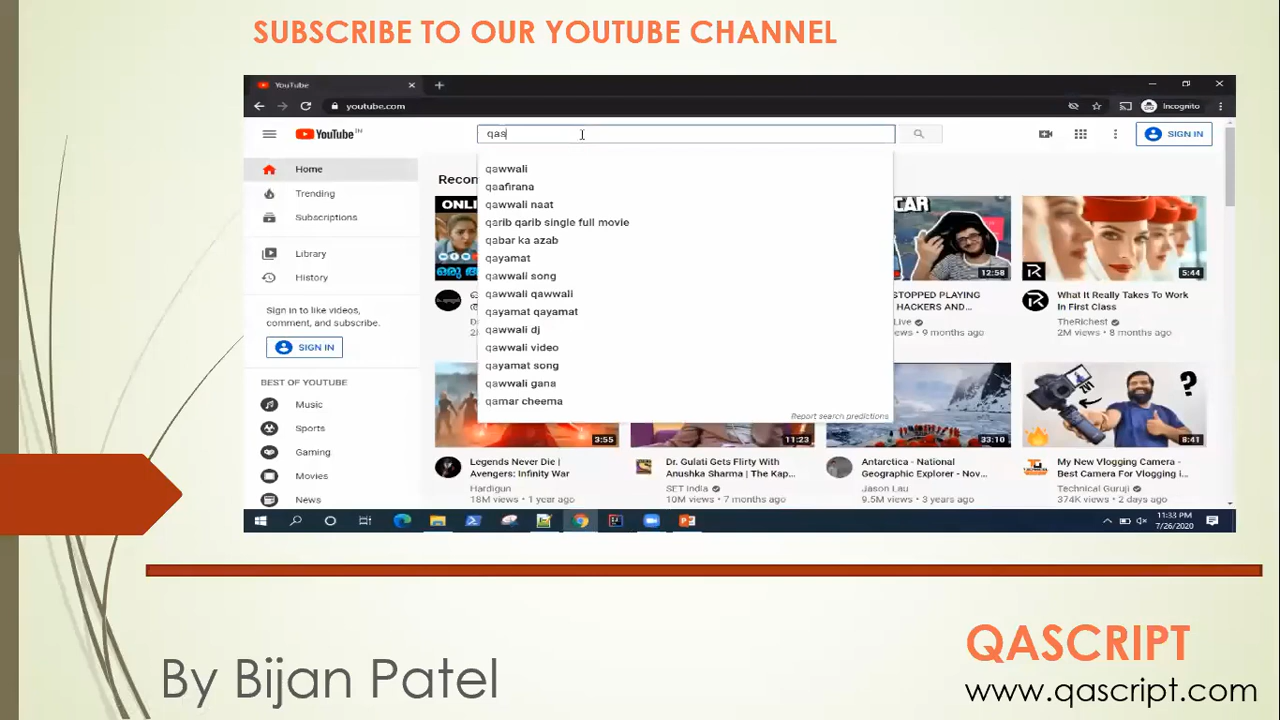 SUBSCRIBE TO OUR YOUTUBE CHANNEL
YouTube
youtube.com
Incognito
YouTube IN
qas
SIGN IN
Home
Trending
Subscriptions
Library
History
Sign in to like videos,
comment, and subscribe.
SIGN IN
BEST OF YOUTUBE
Music
Sports
Gaming
Movies
News
qawwali
qaafirana
qawwali naat
qarib qarib single full movie
qabar ka azab
qayamat
qawwali song
qawwali qawwali
qayamat qayamat
qawwali dj
qawwali video
qayamat song
qawwali gana
qamar cheema
Report search predictions
Recon
ONLI
12:58
STOPPED PLAYING
HACKERS AND...
Live
• 9 months ago
5:44
What It Really Takes To Work
In First Class
TheRichest
2M views • 8 months ago
3:55
Legends Never Die |
Avengers: Infinity War
Hardigun
18M views • 1 year ago
11:23
Dr. Gulati Gets Flirty With
Anushka Sharma | The Kap...
SET India
10M views • 7 months ago
33:10
Antarctica - National
Geographic Explorer - Nov...
Jason Lau
9.5M views • 3 years ago
8:41
My New Vlogging Camera -
Best Camera For Vlogging i...
Technical Guruji
374K views • 2 days ago
11:33 PM
7/26/2020
By Bijan Patel
QASCRIPT
www.qascript.com